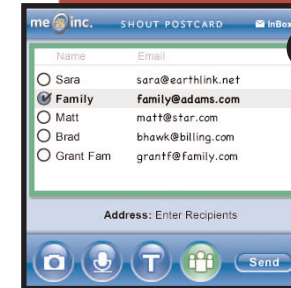 me@inc. SHOUT POSTCARD InBox
Name Email
Sara sara@earthlink.net
Family family@adams.com
Matt matt@star.com
Brad bhawk@billing.com
Grant Fam grantf@family.com
Address: Enter Recipients
T Send